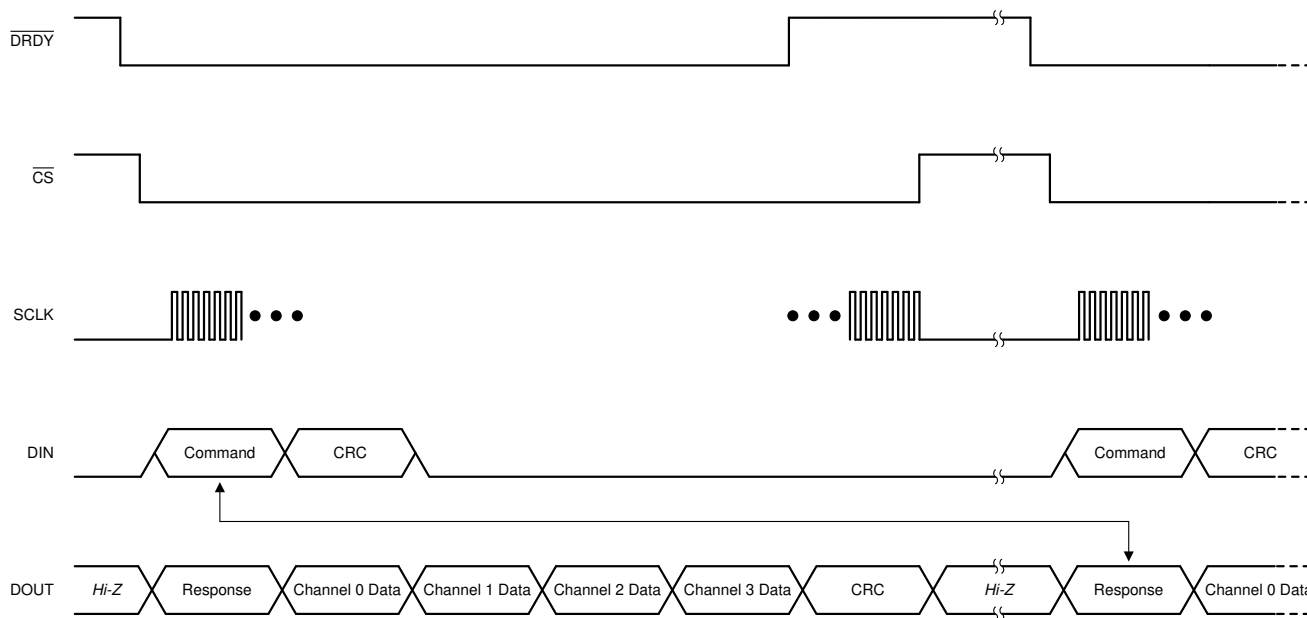 DRDY
CS
SCLK
DIN
Command
CRC
Command
CRC
DOUT
Hi-Z
Response
Channel 0 Data
Channel 1 Data
Channel 2 Data
Channel 3 Data
CRC
Hi-Z
Response
Channel 0 Data